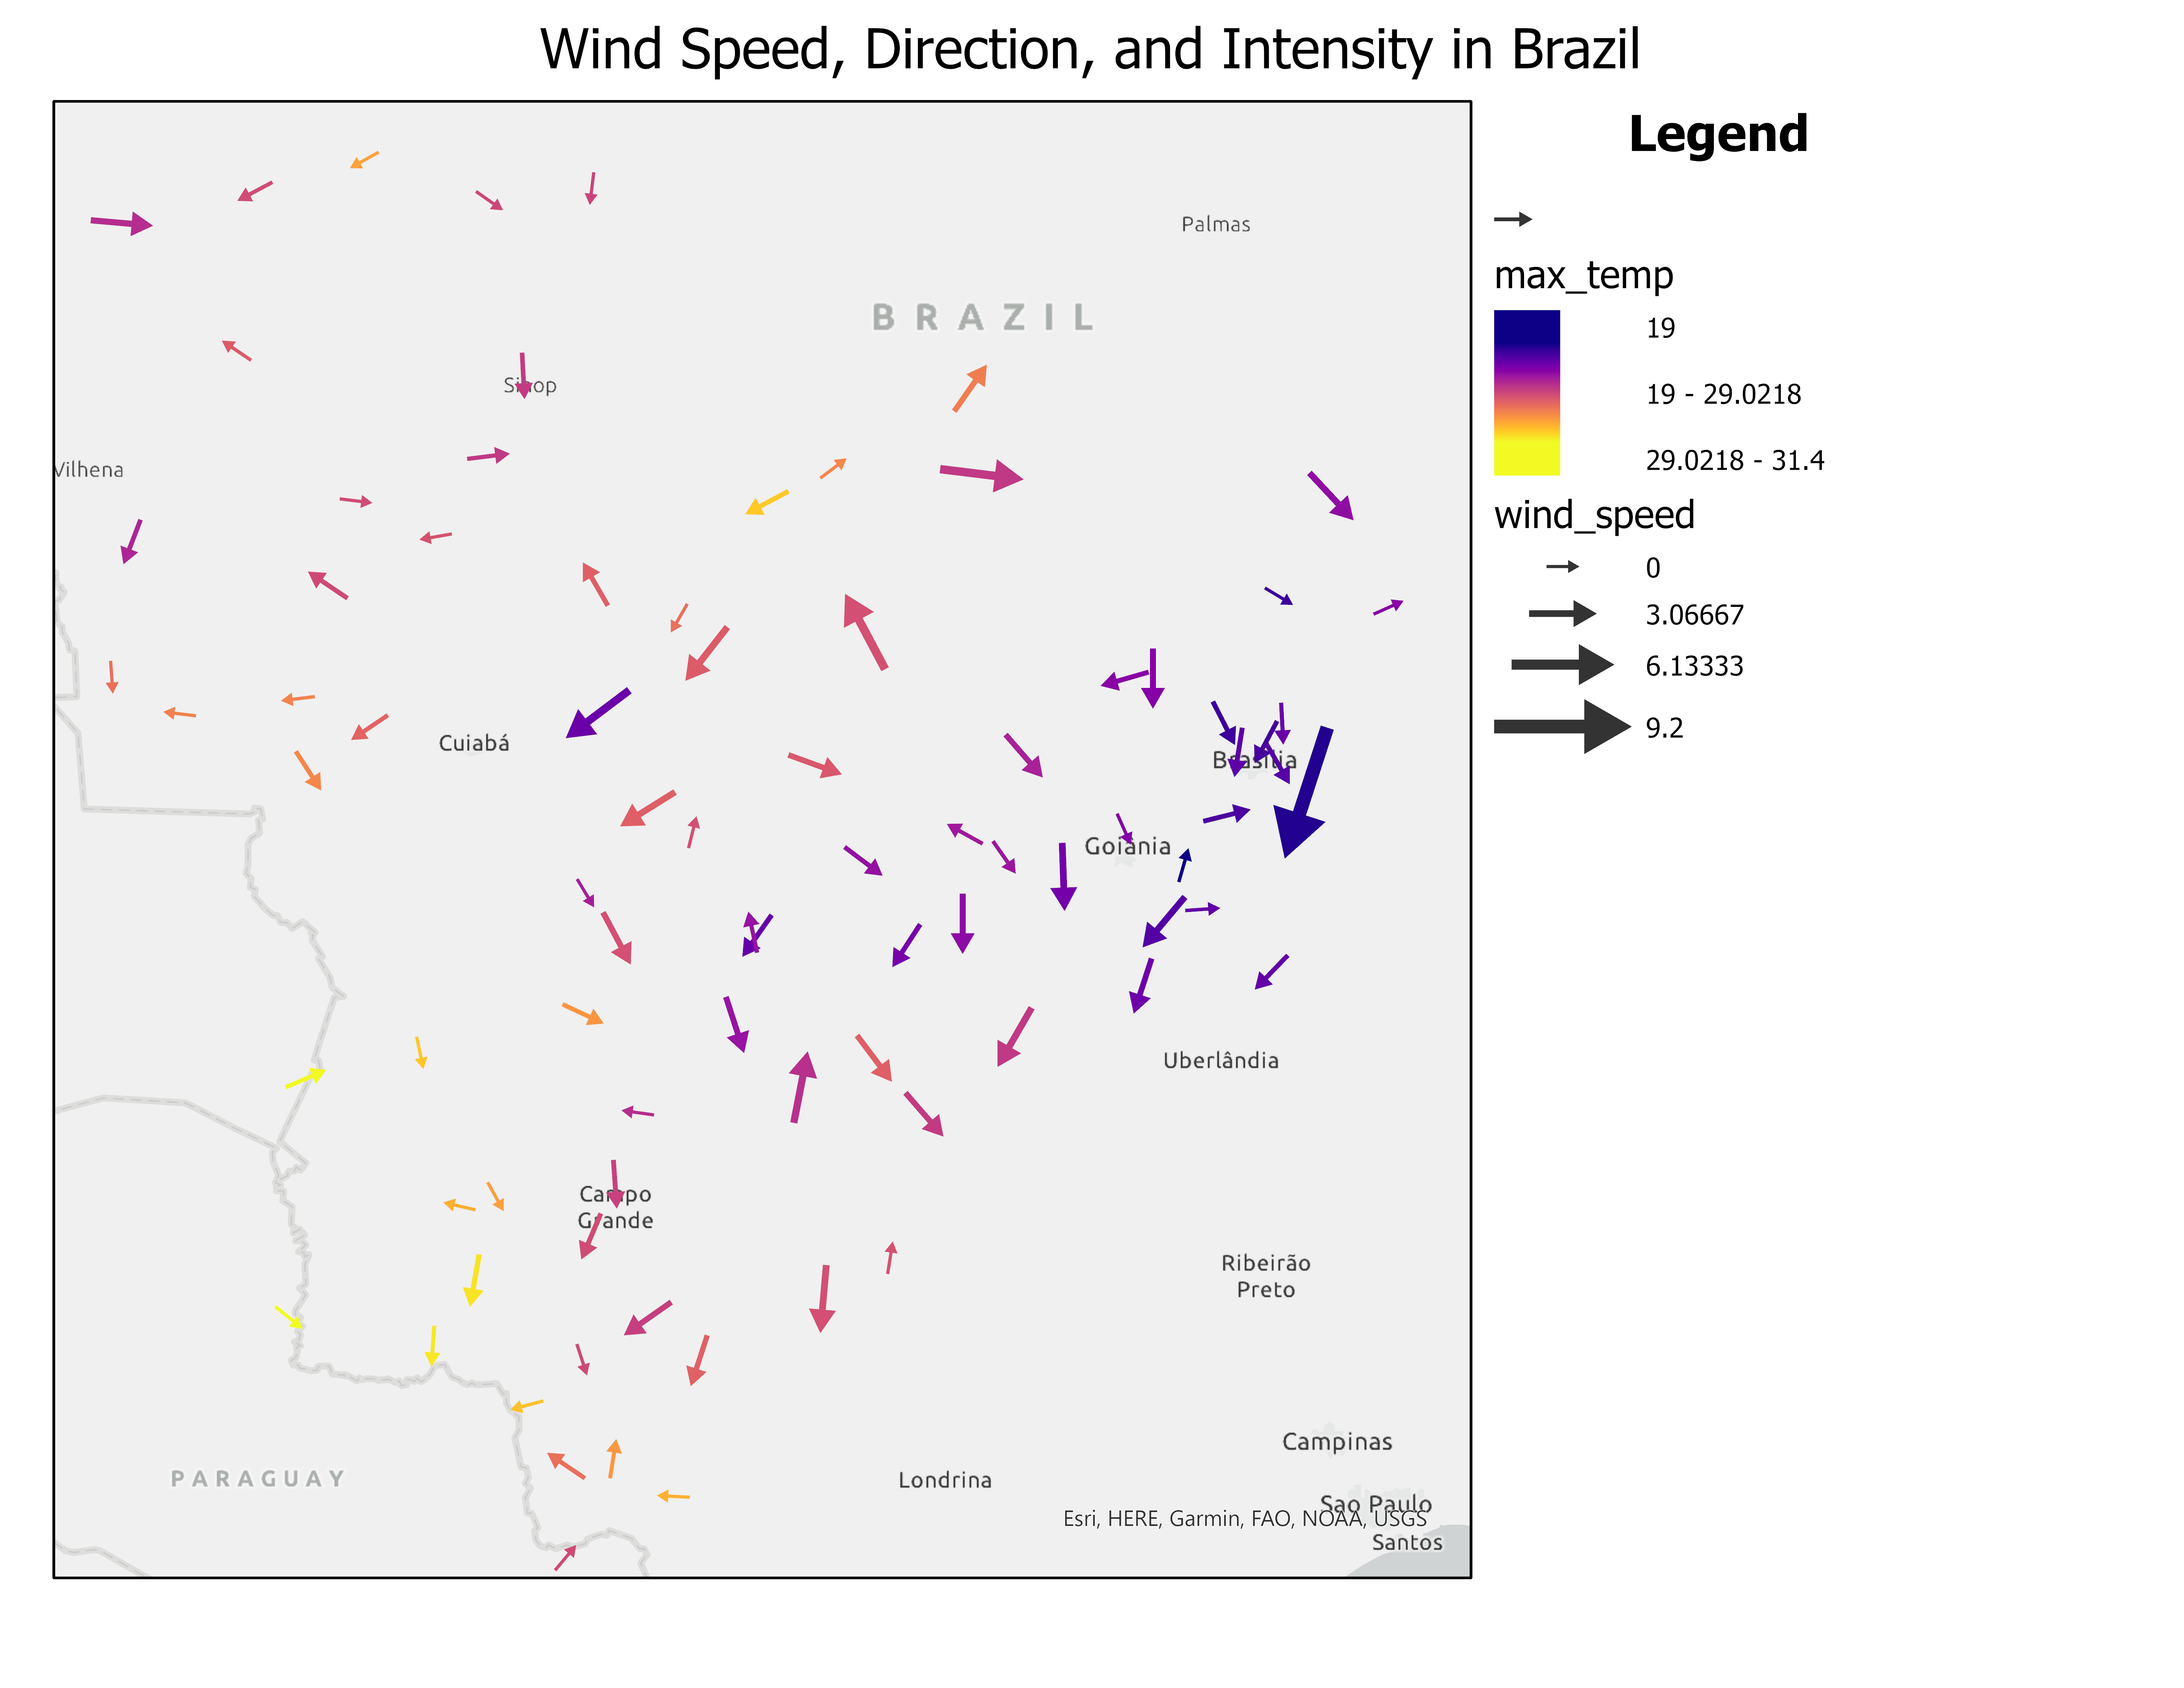 Wind Speed, Direction, and Intensity in Brazil
Legend
max_temp
19
19 - 29.0218
29.0218 - 31.4
wind_speed
0
3.06667
6.13333
9.2
Palmas
BRAZIL
Sinop
Vilhena
Cuiabá
Brasília
Goiânia
Uberlândia
Campo
Grande
Ribeirão
Preto
Campinas
PARAGUAY
Londrina
Sao Paulo
Esri, HERE, Garmin, FAO, NOAA, USGS
Santos